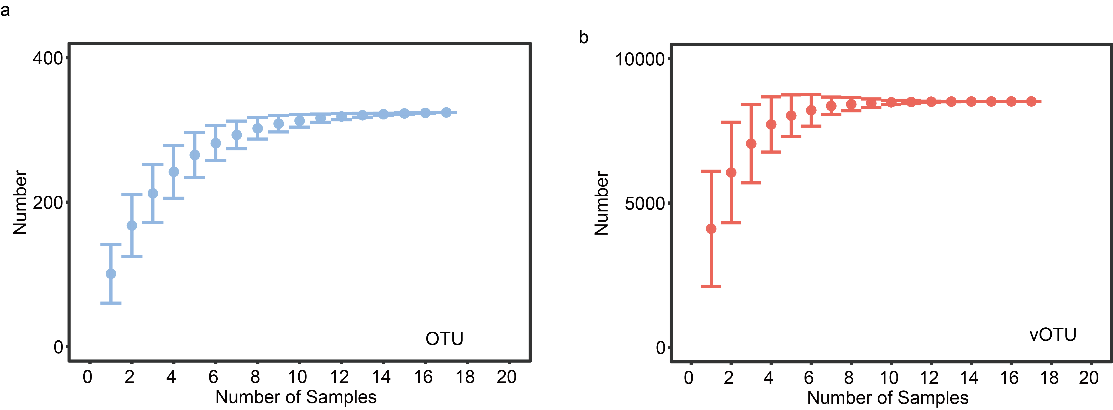 a
400
200
0
Number
OTU
0 2 4 6 8 10 12 14 16 18 20
Number of Samples
b
10000
5000
0
Number
vOTU
0 2 4 6 8 10 12 14 16 18 20
Number of Samples